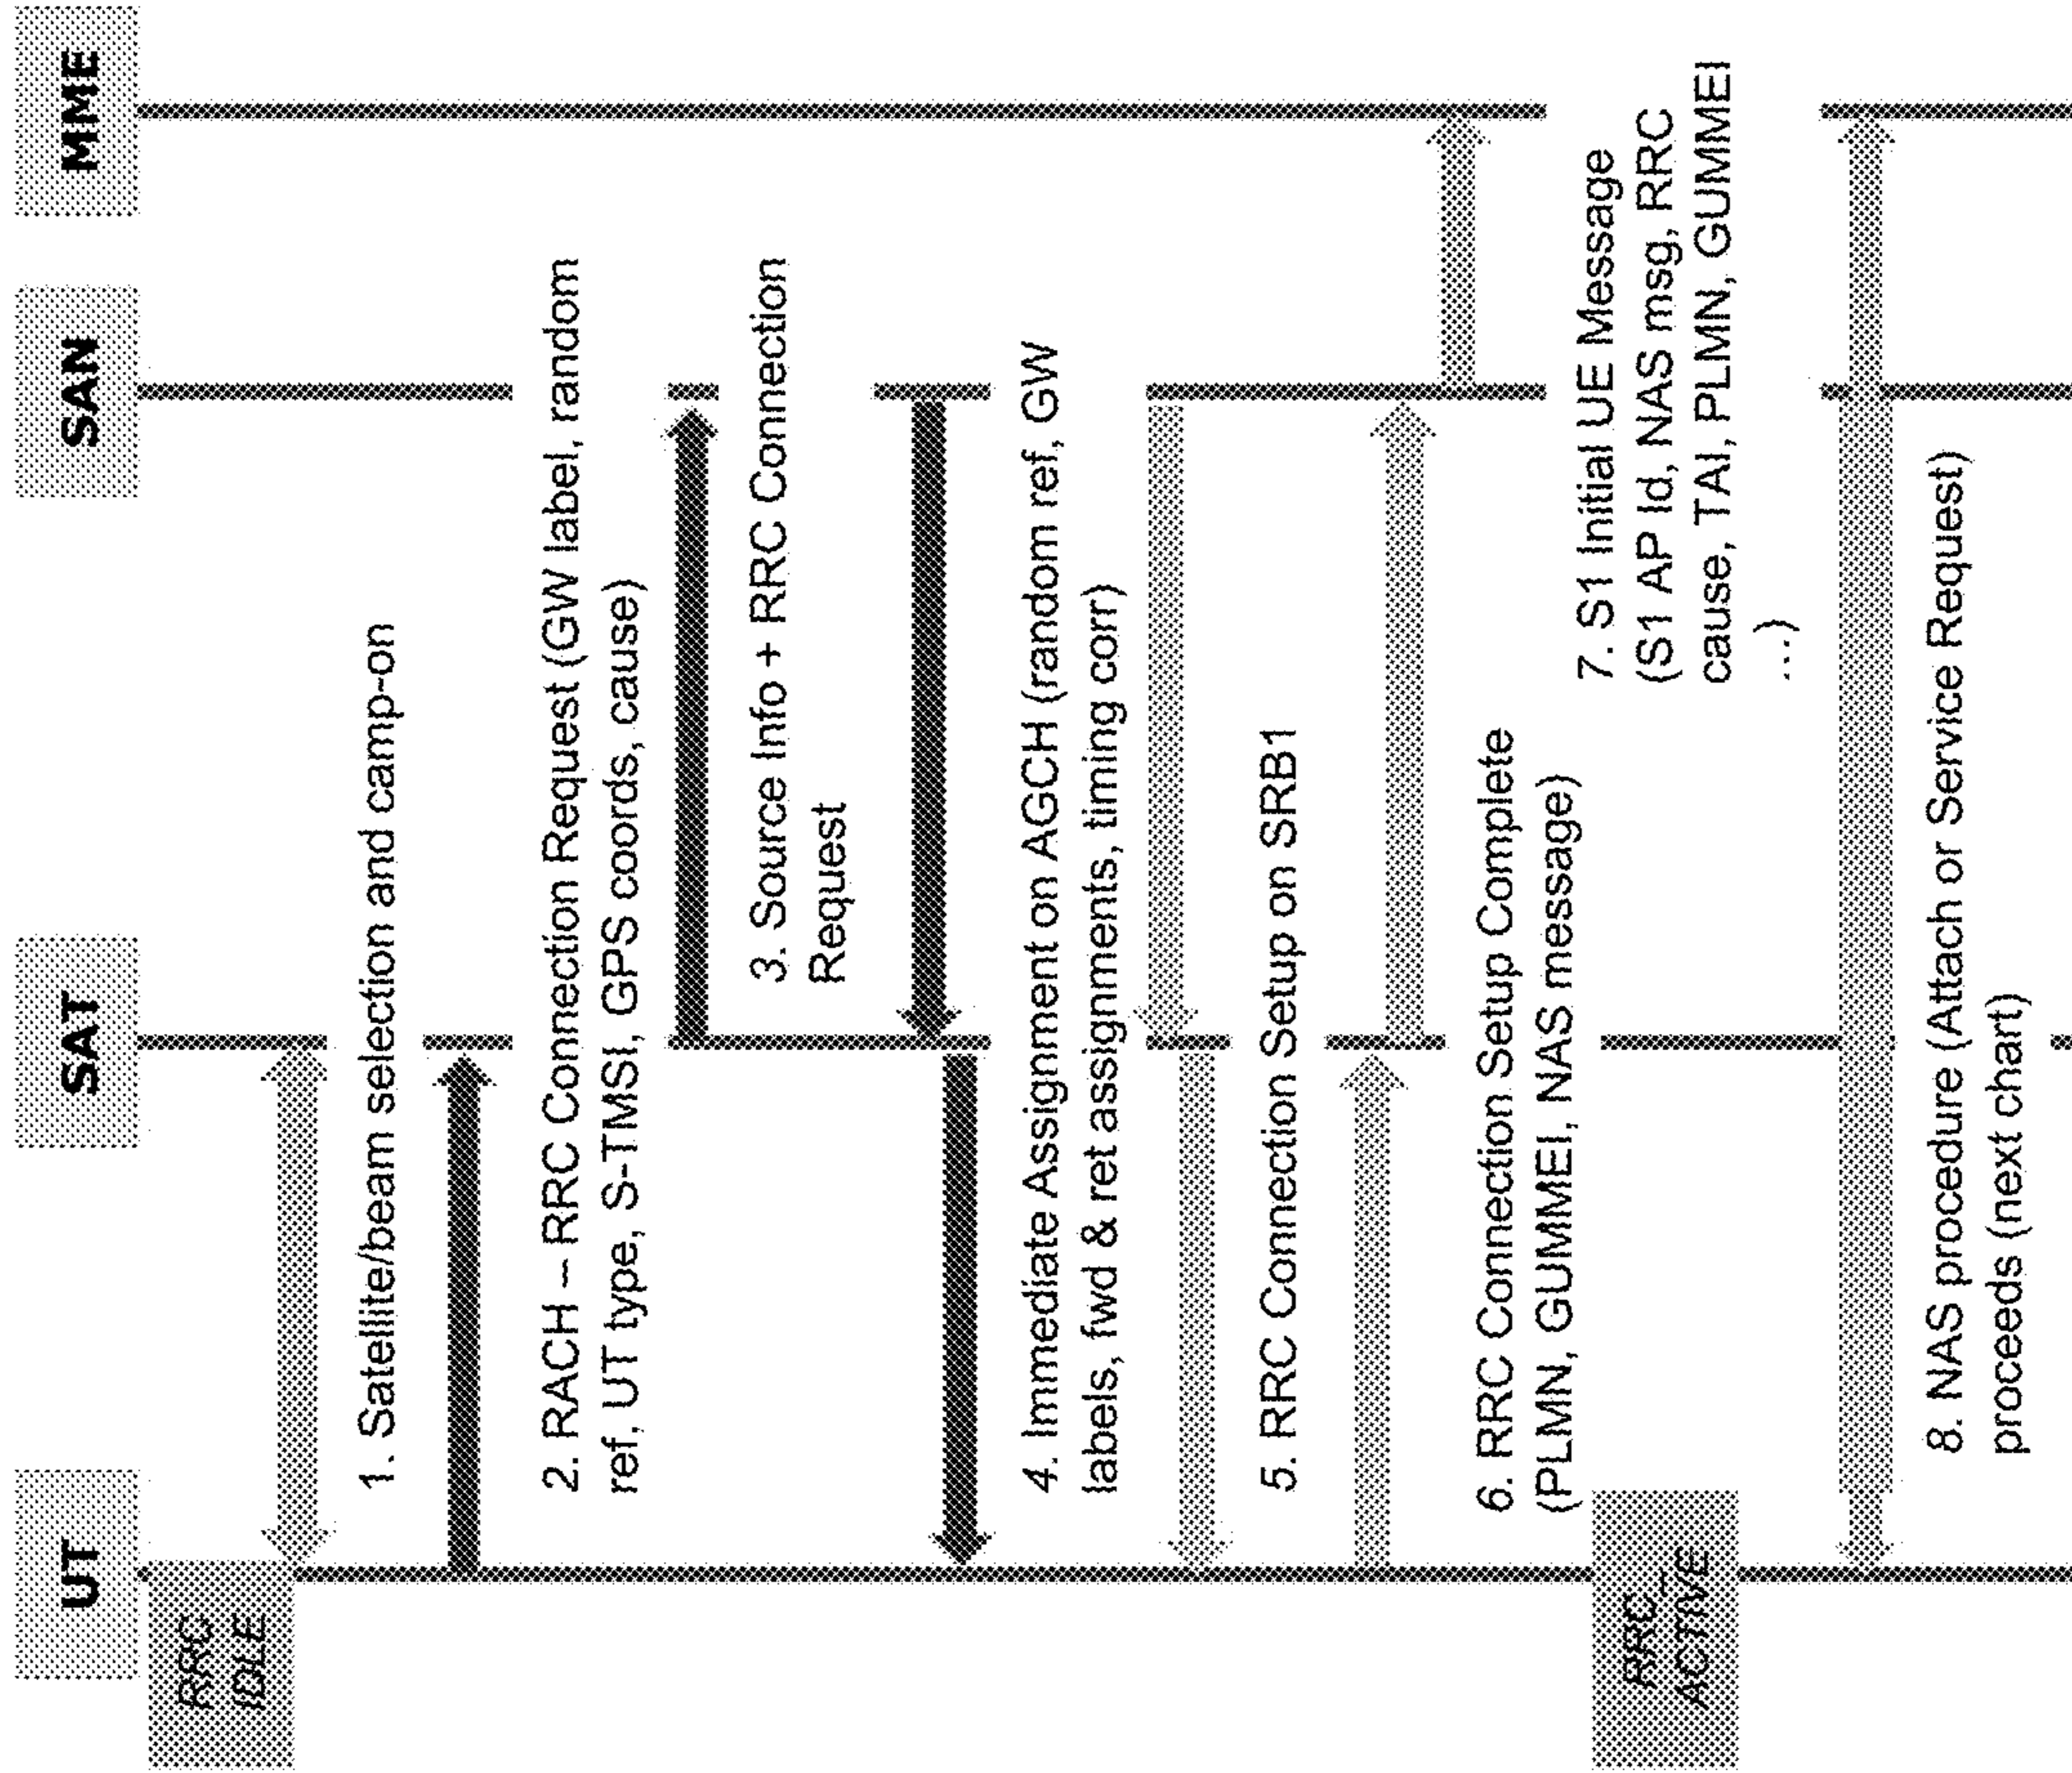 UT
SAT
SAN
MME
RRC
IDLE
1. Satellite/beam selection and camp-on
2. RACH – RRC Connection Request (GW label, random
ref, UT type, S-TMSI, GPS coords, cause)
3. Source Info + RRC Connection
Request
4. Immediate Assignment on AGCH (random ref, GW
labels, fwd & ret assignments, timing corr)
5. RRC Connection Setup on SRB1
6. RRC Connection Setup Complete
(PLMN, GUMMEI, NAS message)
7. S1 Initial UE Message
(S1 AP Id, NAS msg, RRC
cause, TAI, PLMN, GUMMEI
...)
RRC
ACTIVE
8. NAS procedure (Attach or Service Request)
proceeds (next chart)